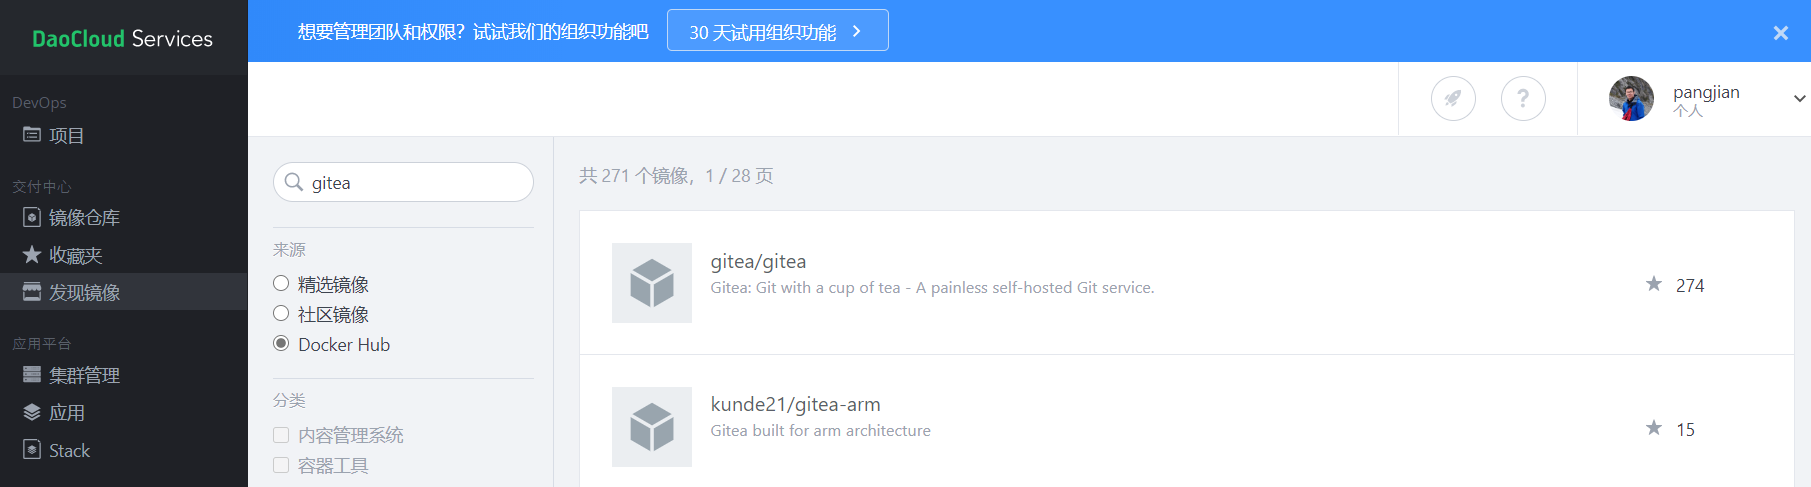 DaoCloud Services
想要管理团队和权限？试试我们的组织功能吧
30 天试用组织功能
pangjian
个人
DevOps
项目
交付中心
镜像仓库
收藏夹
发现镜像
应用平台
集群管理
应用
Stack
gitea
来源
精选镜像
社区镜像
Docker Hub
分类
内容管理系统
容器工具
共 271 个镜像，1 / 28 页
gitea/gitea
Gitea: Git with a cup of tea - A painless self-hosted Git service.
274
kunde21/gitea-arm
Gitea built for arm architecture
15